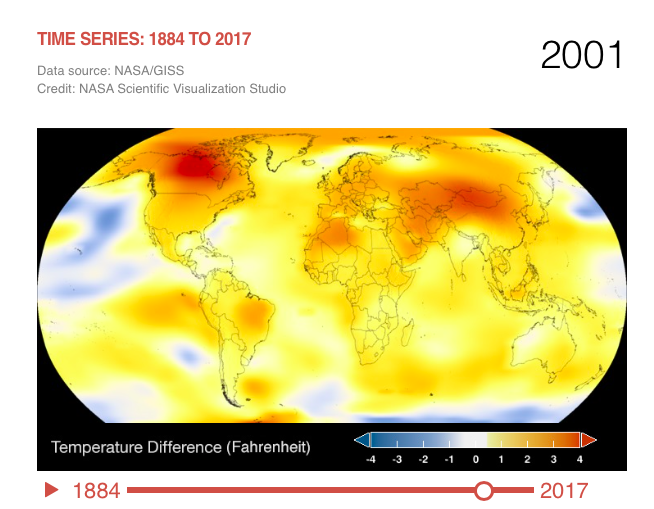 TIME SERIES: 1884 TO 2017
2001
Data source: NASA/GISS
Credit: NASA Scientific Visualization Studio
Temperature Difference (Fahrenheit)
-4 -3 -2 -1 0 1 2 3 4
1884 2017